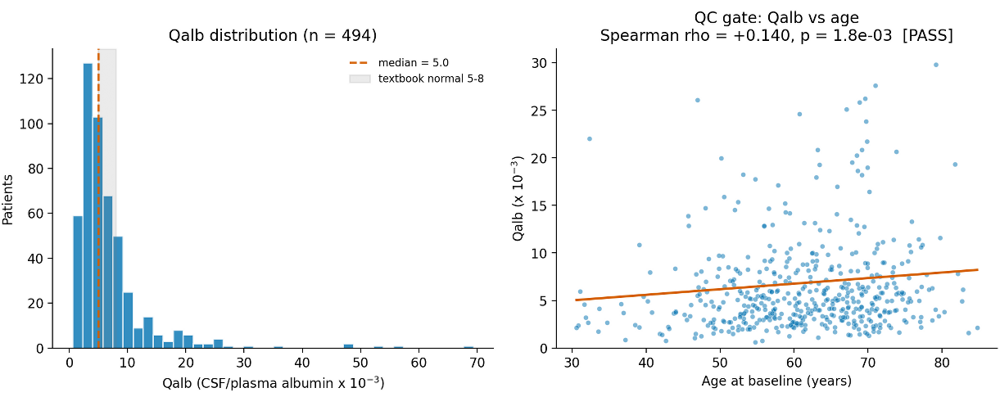 Qalb distribution (n = 494)
median = 5.0
textbook normal 5-8
Patients
120
100
80
60
40
20
0
0 10 20 30 40 50 60 70
Qalb (CSF/plasma albumin x 10⁻³)
QC gate: Qalb vs age
Spearman rho = +0.140, p = 1.8e-03 [PASS]
Qalb (x 10⁻³)
30
25
20
15
10
5
0
30 40 50 60 70 80
Age at baseline (years)